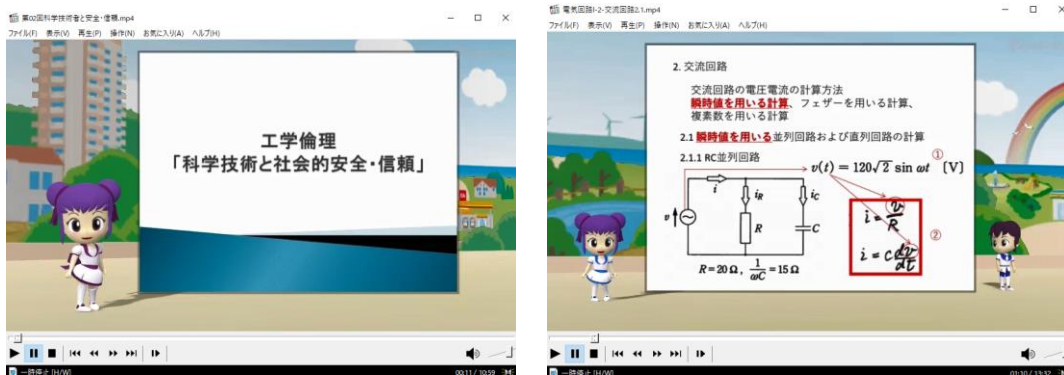 第02回科学技術者と安全・信頼.mp4
ファイル(F) 表示(V) 再生(P) 操作(N) お気に入り(A) ヘルプ(H)
工学倫理
「科学技術と社会的安全・信頼」
一時停止 [H/W]
00:11 / 10:59
電気回路I-2-交流回路2.1.mp4
ファイル(F) 表示(V) 再生(P) 操作(N) お気に入り(A) ヘルプ(H)
2. 交流回路
交流回路の電圧電流の計算方法
瞬時値を用いる計算、フェザーを用いる計算、
複素数を用いる計算
2.1 瞬時値を用いる並列回路および直列回路の計算
2.1.1 RC並列回路
v(t) = 120√2 sin ωt [V]
①
i
i_R
i_C
v
R
C
i = v/R
i = C dv/dt
②
R = 20 Ω , 1/ωC = 15 Ω
一時停止 [H/W]
01:10 / 13:32